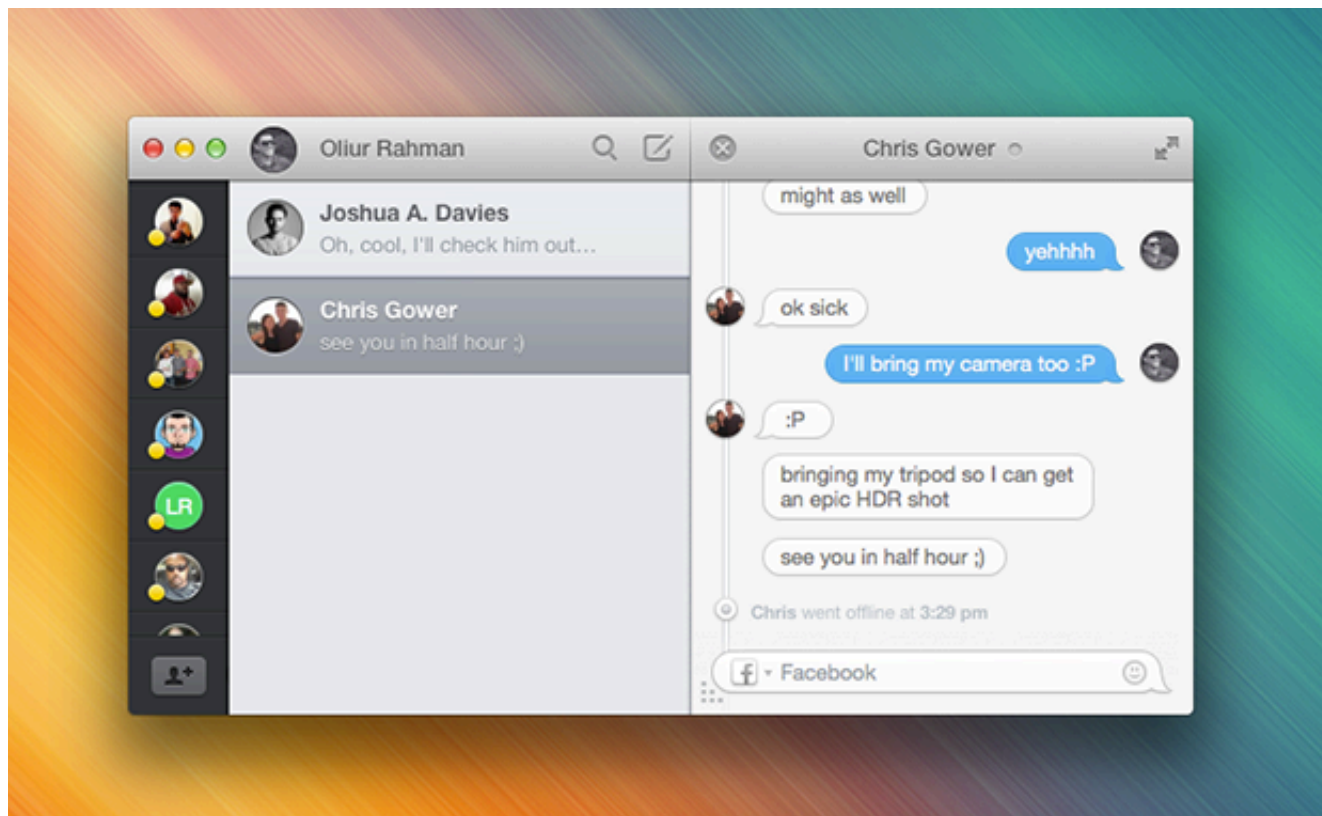 Oliur Rahman
Chris Gower
LR
Joshua A. Davies
Oh, cool, I'll check him out...
Chris Gower
see you in half hour ;)
might as well
yehhhh
ok sick
I'll bring my camera too :P
:P
bringing my tripod so I can get
an epic HDR shot
see you in half hour ;)
Chris went offline at 3:29 pm
f Facebook